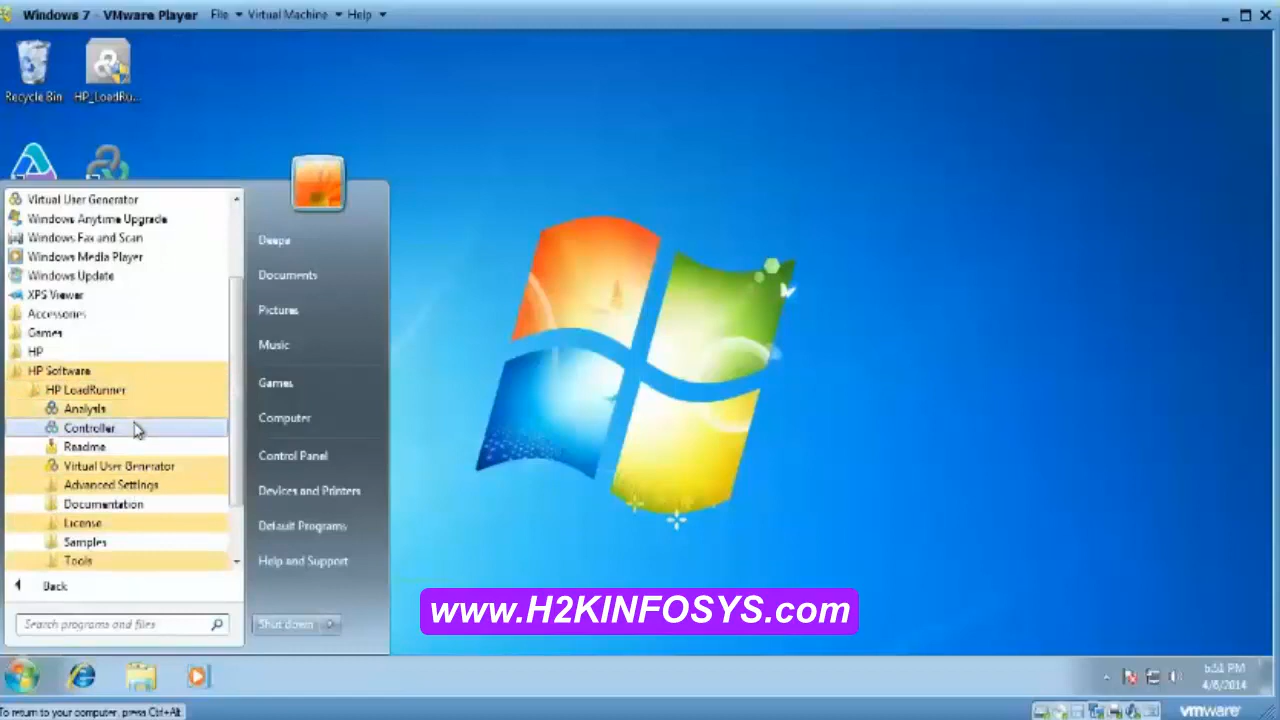 Windows 7 - VMware Player File Virtual Machine Help
Recycle Bin
HP_LoadRu...
Virtual User Generator
Windows Anytime Upgrade
Windows Fax and Scan
Windows Media Player
Windows Update
XPS Viewer
Accessories
Games
HP
HP Software
HP LoadRunner
Analysis
Controller
Readme
Virtual User Generator
Advanced Settings
Documentation
License
Samples
Tools
Back
Search programs and files
Deepa
Documents
Pictures
Music
Games
Computer
Control Panel
Devices and Printers
Default Programs
Help and Support
Shut down
www.H2KINFOSYS.com
4/6/2014
To return to your computer, press Ctrl+Alt.
vmware